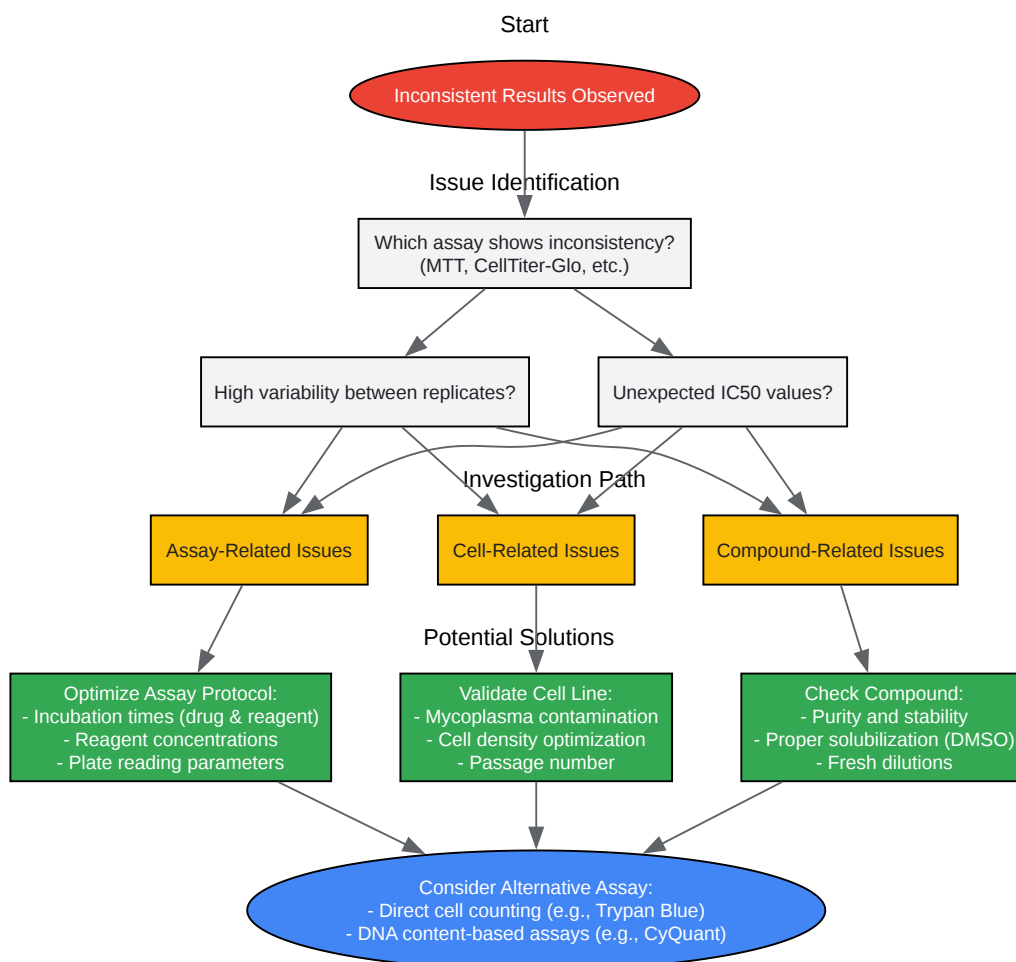 Start
Inconsistent Results Observed
Issue Identification
Which assay shows inconsistency?
(MTT, CellTiter-Glo, etc.)
High variability between replicates?
Unexpected IC50 values?
Investigation Path
Assay-Related Issues
Cell-Related Issues
Compound-Related Issues
Potential Solutions
Optimize Assay Protocol:
- Incubation times (drug & reagent)
- Reagent concentrations
- Plate reading parameters
Validate Cell Line:
- Mycoplasma contamination
- Cell density optimization
- Passage number
Check Compound:
- Purity and stability
- Proper solubilization (DMSO)
- Fresh dilutions
Consider Alternative Assay:
- Direct cell counting (e.g., Trypan Blue)
- DNA content-based assays (e.g., CyQuant)